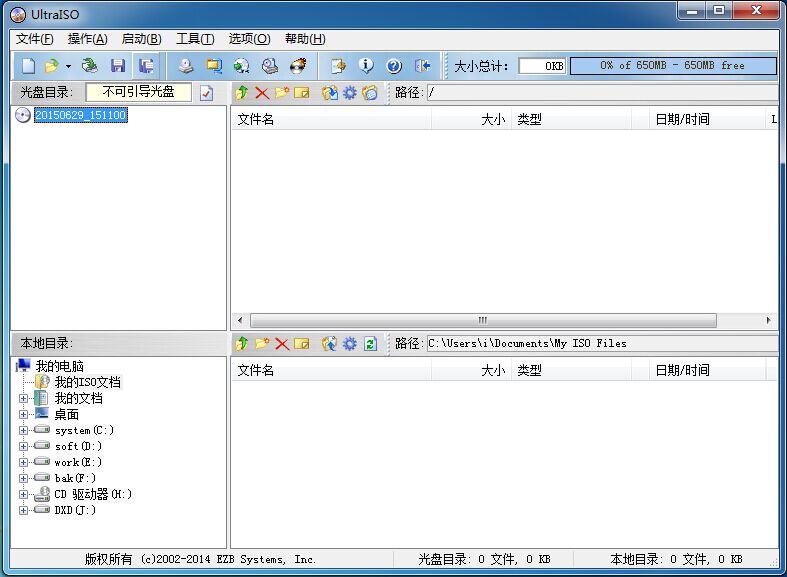 UltraISO
文件(F) 操作(A) 启动(B) 工具(T) 选项(O) 帮助(H)
大小总计: 0KB 0% of 650MB - 650MB free
光盘目录: 不可引导光盘 路径: /
20150629_151100
文件名 大小 类型 日期/时间 L
本地目录: 路径: C:\Users\i\Documents\My ISO Files
文件名 大小 类型 日期/时间
我的电脑
我的ISO文档
我的文档
桌面
system(C:)
soft(D:)
work(E:)
bak(F:)
CD 驱动器(H:)
DXD(J:)
版权所有 (c)2002-2014 EZB Systems, Inc. 光盘目录: 0 文件, 0 KB 本地目录: 0 文件, 0 KB